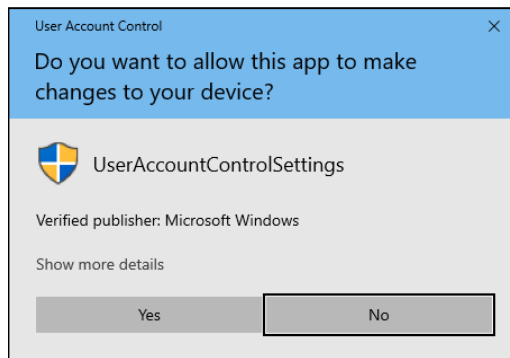 User Account Control
Do you want to allow this app to make
changes to your device?
UserAccountControlSettings
Verified publisher: Microsoft Windows
Show more details
Yes
No